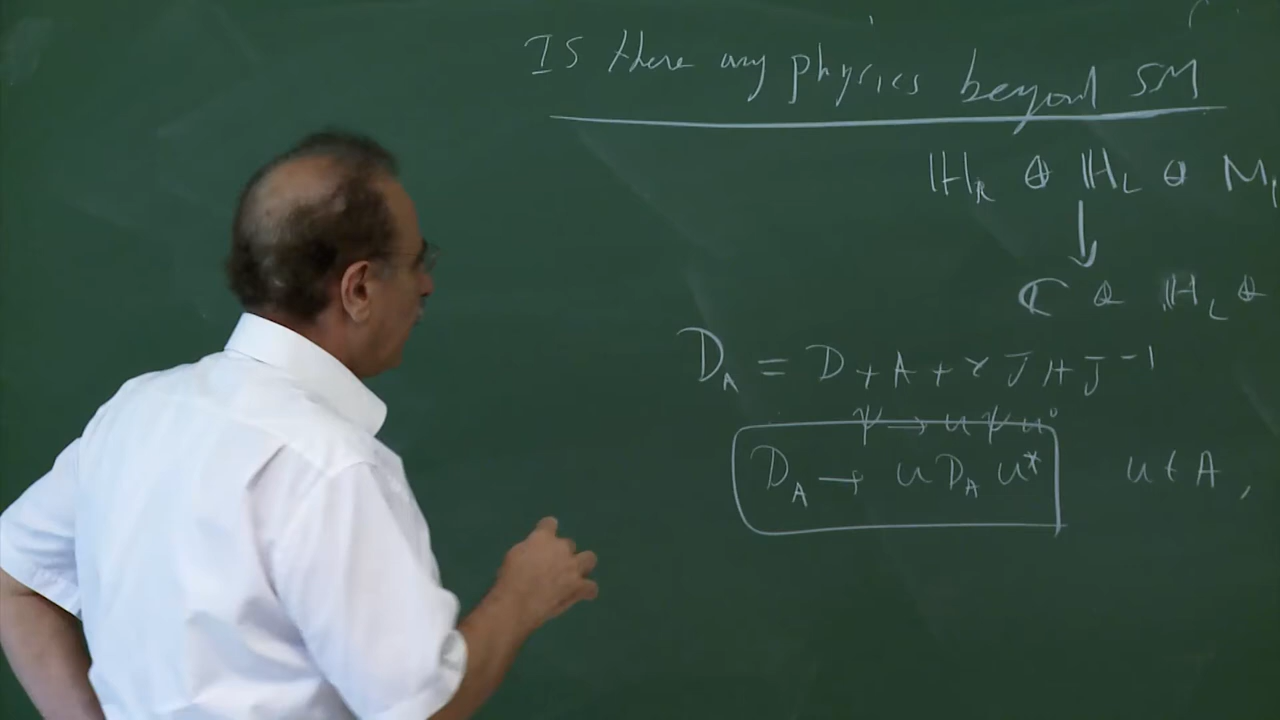 Is there any physics beyond SM
ℍ_R ⊕ ℍ_L ⊕ M
↓
ℂ ⊕ ℍ_L ⊕
D_A = D + A + γ J A J⁻¹
ψ → u ψ u°
D_A → u D_A u* u ∈ A,